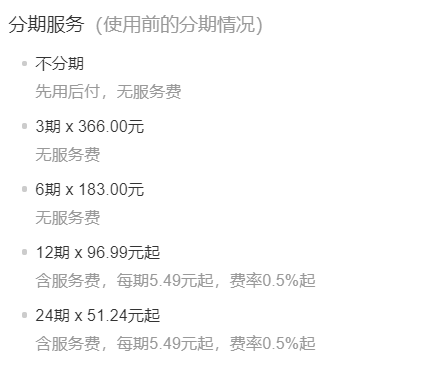 分期服务（使用前的分期情况）
不分期
先用后付，无服务费
3期 x 366.00元
无服务费
6期 x 183.00元
无服务费
12期 x 96.99元起
含服务费，每期5.49元起，费率0.5%起
24期 x 51.24元起
含服务费，每期5.49元起，费率0.5%起